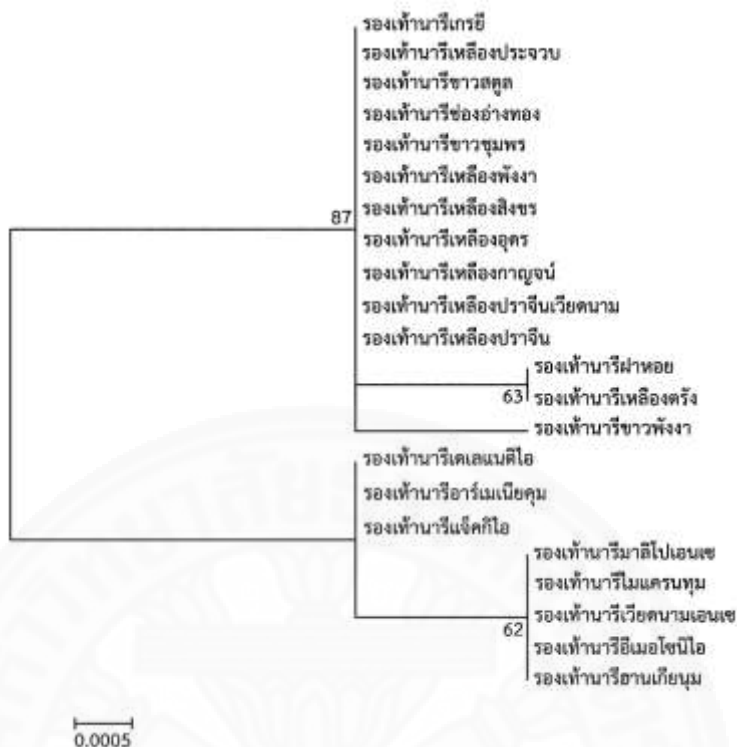 รองเท้านารีเกรยี
รองเท้านารีเหลืองประจวบ
รองเท้านารีขาวสตูล
รองเท้านารีช่องอ่างทอง
รองเท้านารีขาวชุมพร
รองเท้านารีเหลืองพังงา
87 รองเท้านารีเหลืองสิงขร
รองเท้านารีเหลืองอุดร
รองเท้านารีเหลืองกาญจน์
รองเท้านารีเหลืองปราจีนเวียดนาม
รองเท้านารีเหลืองปราจีน
รองเท้านารีฝาหอย
63 รองเท้านารีเหลืองตรัง
รองเท้านารีขาวพังงา
รองเท้านารีเดเลแนติไอ
รองเท้านารีอาร์เมเนียคุม
รองเท้านารีแจ็คกิไอ
รองเท้านารีมาลิโปเอนเซ
รองเท้านารีไมแครนทุม
รองเท้านารีเวียดนามเอนเซ
62 รองเท้านารีอีเมอโซนิไอ
รองเท้านารีฮานเกียนุม
0.0005